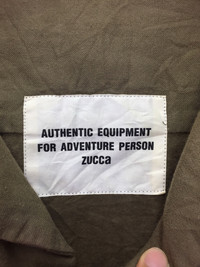 AUTHENTIC EQUIPMENT
FOR ADVENTURE PERSON
zucca